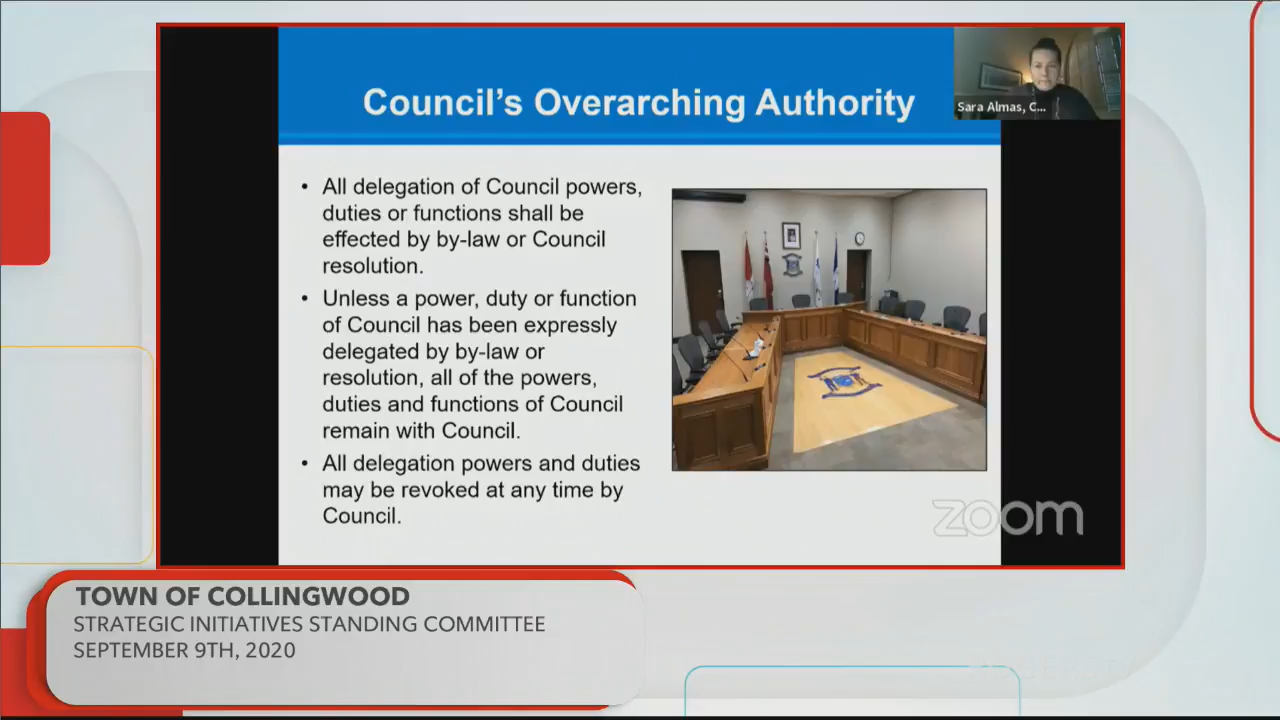 Council's Overarching Authority
Sara Almas, C...
• All delegation of Council powers,
duties or functions shall be
effected by by-law or Council
resolution.
• Unless a power, duty or function
of Council has been expressly
delegated by by-law or
resolution, all of the powers,
duties and functions of Council
remain with Council.
• All delegation powers and duties
may be revoked at any time by
Council.
zoom
TOWN OF COLLINGWOOD
STRATEGIC INITIATIVES STANDING COMMITTEE
SEPTEMBER 9TH, 2020